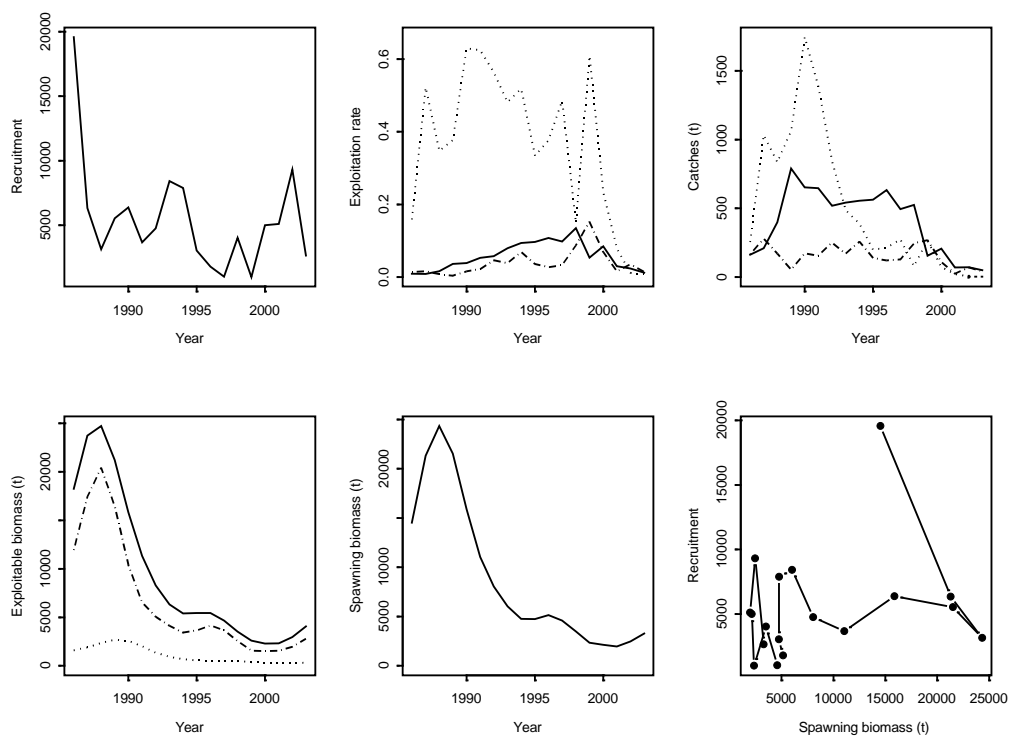 Recruitment
5000 10000 15000 20000
1990 1995 2000
Year
Exploitation rate
0.0 0.2 0.4 0.6
1990 1995 2000
Year
Catches (t)
0 500 1000 1500
1990 1995 2000
Year
Exploitable biomass (t)
0 5000 10000 20000
1990 1995 2000
Year
Spawning biomass (t)
0 5000 10000 20000
1990 1995 2000
Year
Recruitment
5000 10000 15000 20000
5000 10000 15000 20000 25000
Spawning biomass (t)